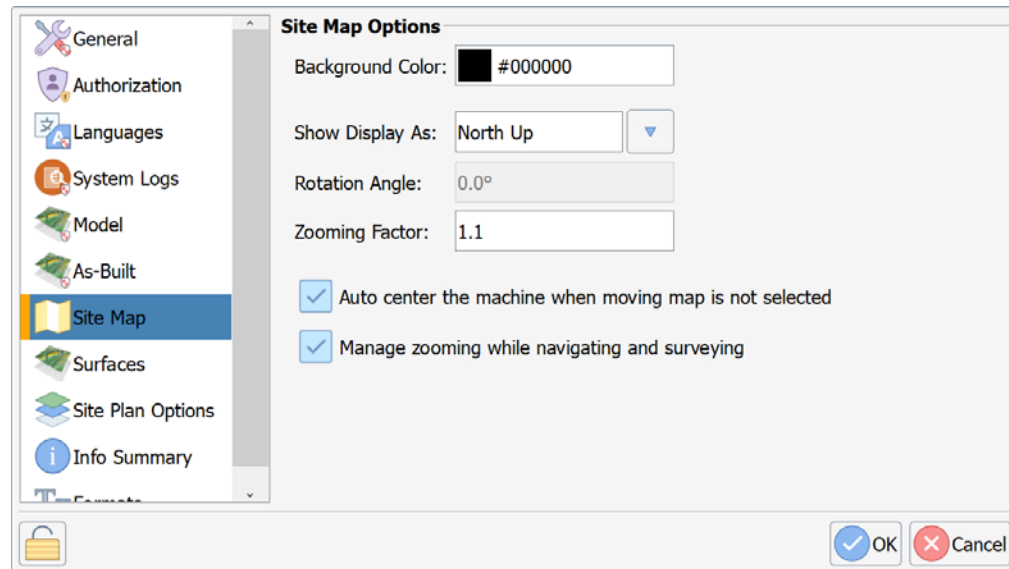 General
Authorization
Languages
System Logs
Model
As-Built
Site Map
Surfaces
Site Plan Options
Info Summary
Formats
Site Map Options
Background Color: #000000
Show Display As: North Up
Rotation Angle: 0.0°
Zooming Factor: 1.1
Auto center the machine when moving map is not selected
Manage zooming while navigating and surveying
OK Cancel